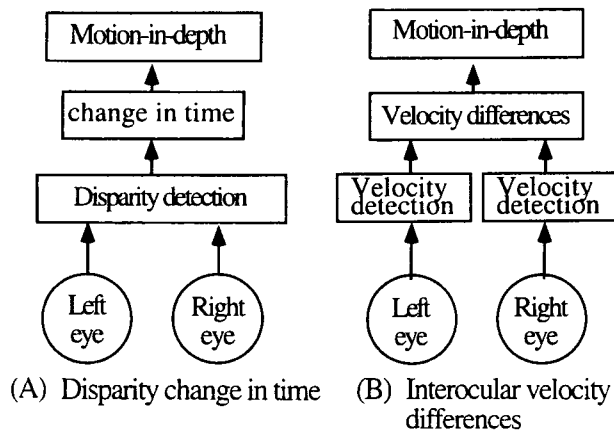 Motion-in-depth
change in time
Disparity detection
Left
eye
Right
eye
(A) Disparity change in time
Motion-in-depth
Velocity differences
Velocity
detection
Velocity
detection
Left
eye
Right
eye
(B) Interocular velocity
differences